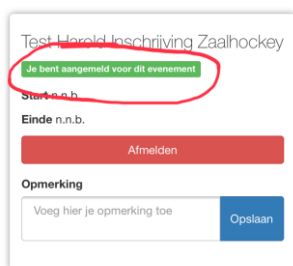 Test Harold Inschrijving Zaalhockey
Je bent aangemeld voor dit evenement
Start n.n.b.
Einde n.n.b.
Afmelden
Opmerking
Voeg hier je opmerking toe
Opslaan